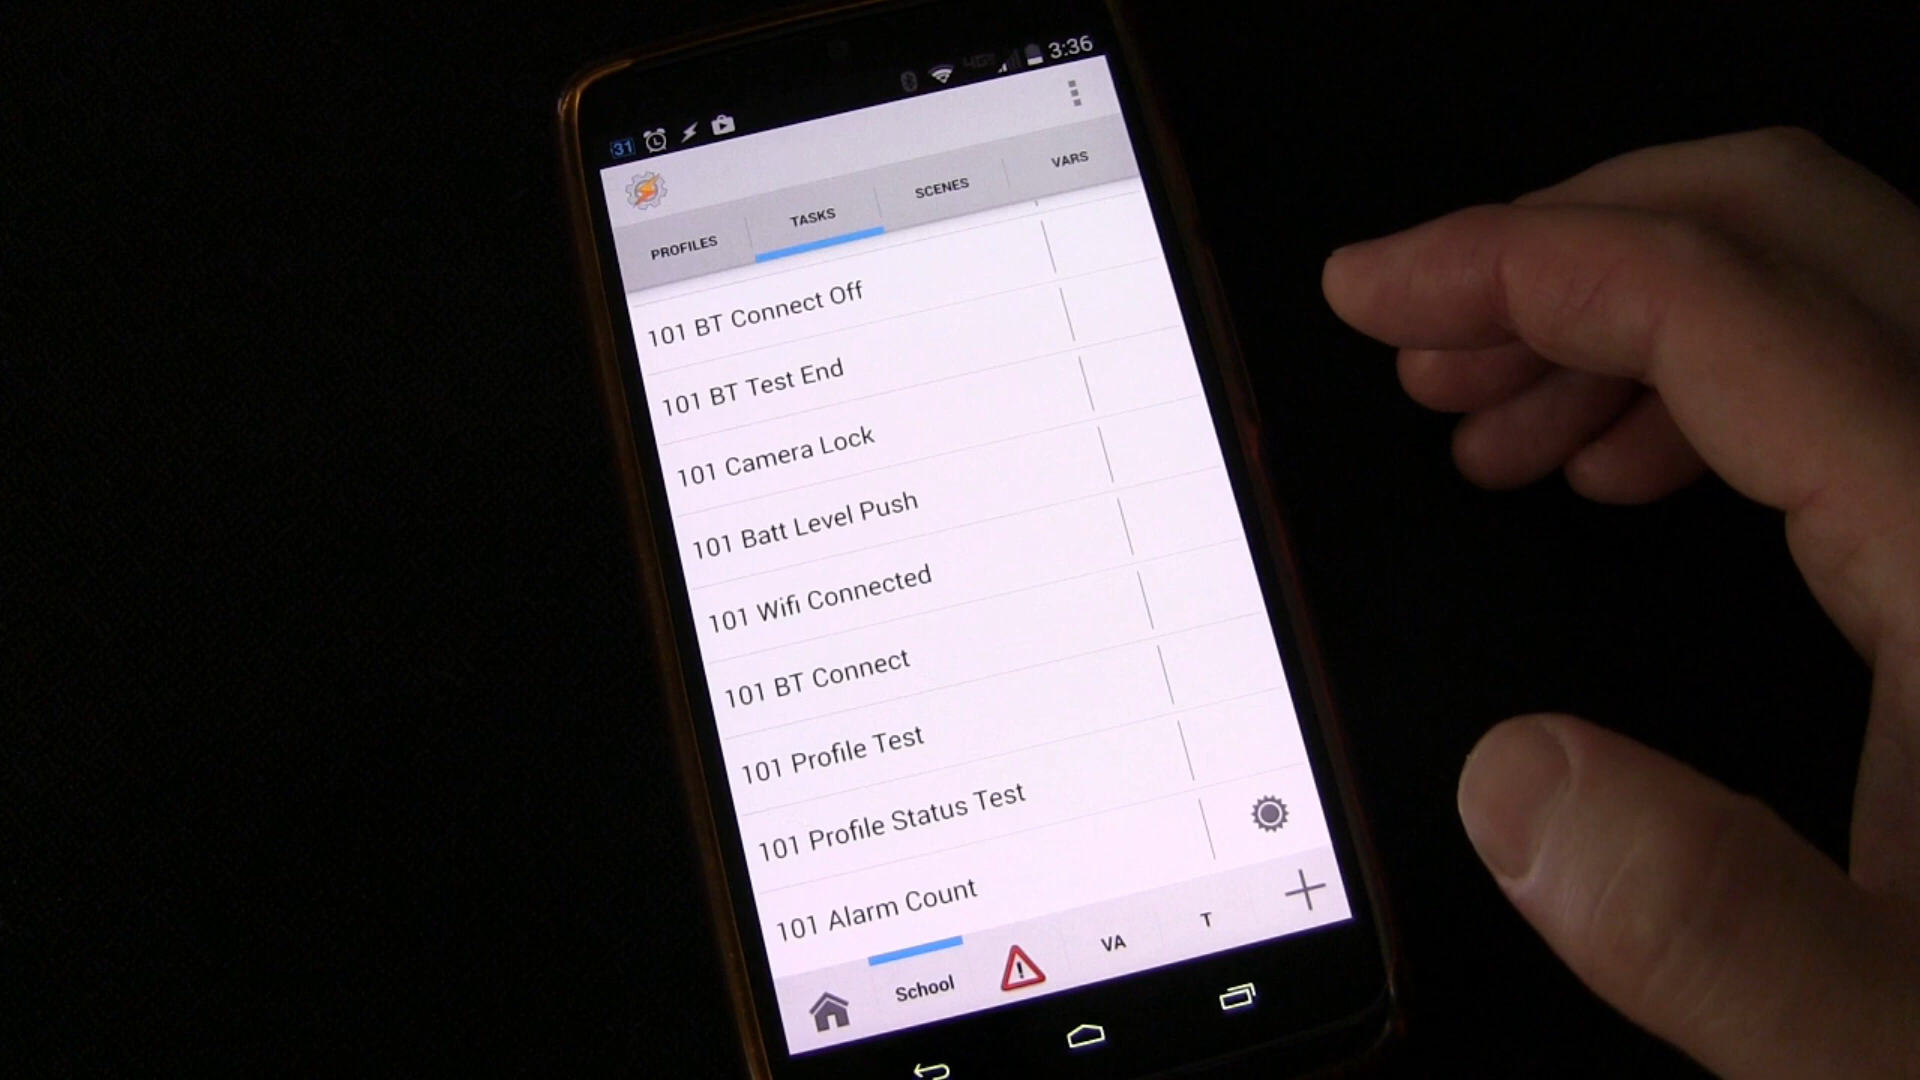 31 4G 3:36
PROFILES TASKS SCENES VARS
101 BT Connect Off
101 BT Test End
101 Camera Lock
101 Batt Level Push
101 Wifi Connected
101 BT Connect
101 Profile Test
101 Profile Status Test
101 Alarm Count
School VA T